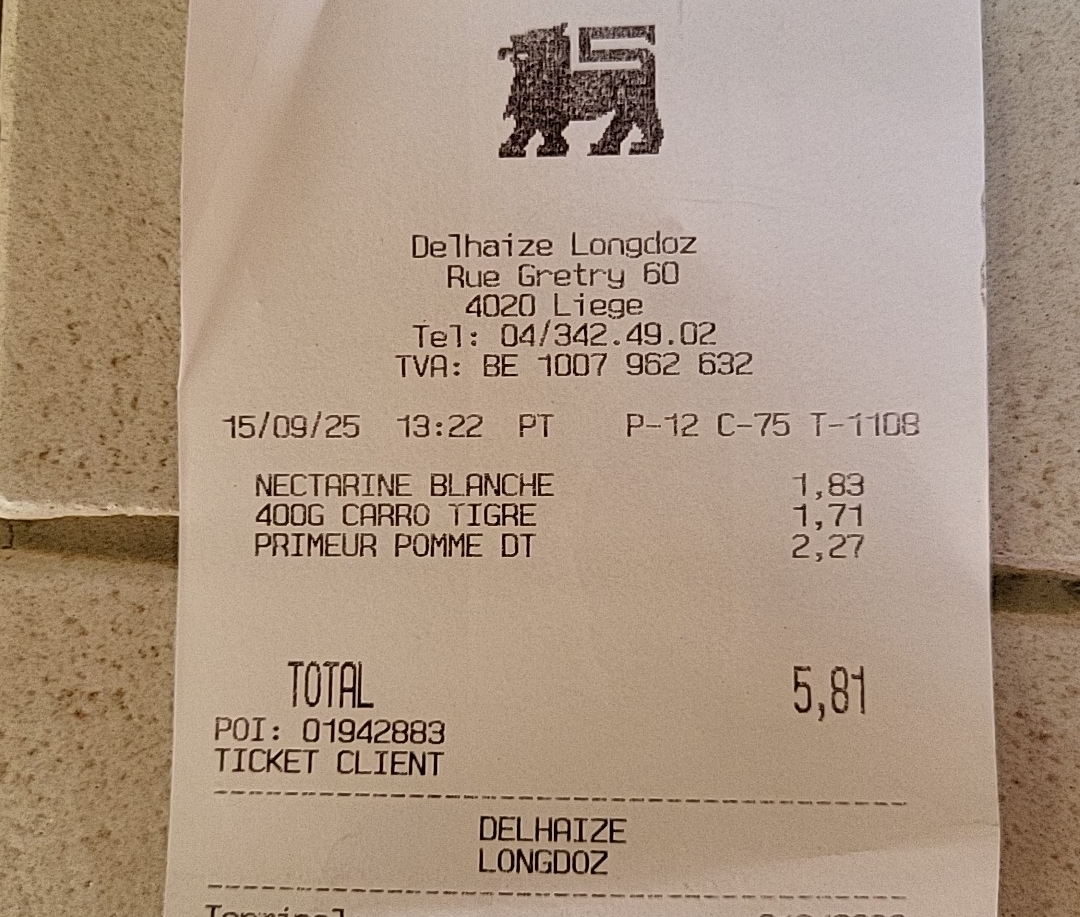 Delhaize Longdoz
Rue Gretry 60
4020 Liege
Tel: 04/342.49.02
TVA: BE 1007 962 632
15/09/25 13:22 PT P-12 C-75 T-1108
NECTARINE BLANCHE 1,83
400G CARRO TIGRE 1,71
PRIMEUR POMME DT 2,27
TOTAL 5,81
POI: 01942883
TICKET CLIENT
DELHAIZE
LONGDOZ